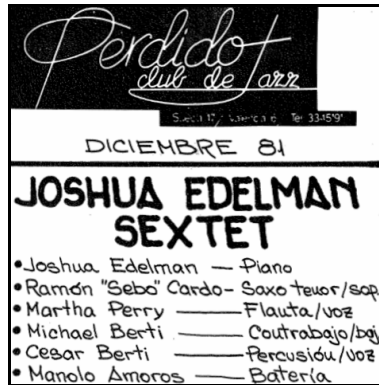 Perdido
club de Jazz
Sueca 17 Valencia 6 Tel
DICIEMBRE 81
JOSHUA EDELMAN
SEXTET
• Joshua Edelman — Piano
• Ramón "Sebo" Cardo - Saxo tenor/sop
• Martha Perry — Flauta/voz
• Michael Berti — Contrabajo/baj
• Cesar Berti — Percusión/voz
• Manolo Amoros — Batería